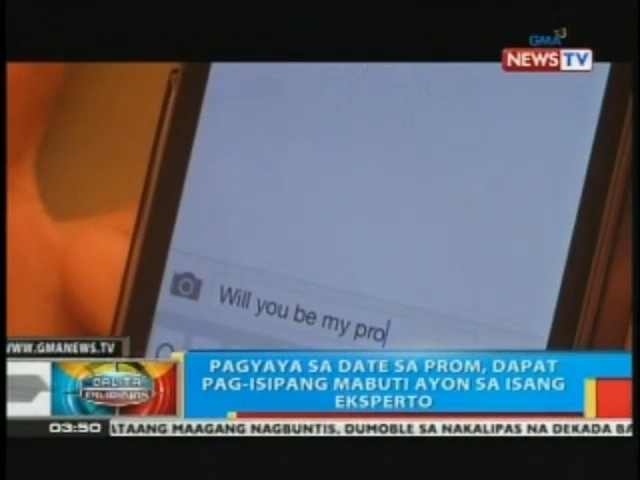 GMA
NEWS TV
Will you be my pro
WWW.GMANEWS.TV
PAGYAYA SA DATE SA PROM, DAPAT
PAG-ISIPANG MABUTI AYON SA ISANG
EKSPERTO
BALITA
PILIPINAS
03:50 ATAANG MAAGANG NAGBUNTIS, DUMOBLE SA NAKALIPAS NA DEKADA BA